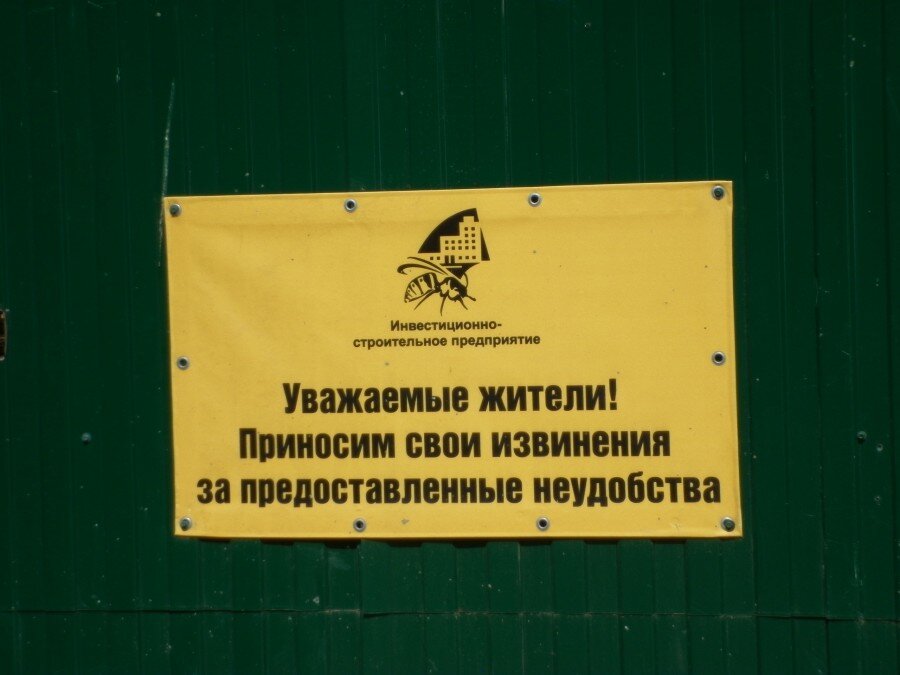 Инвестиционно-
строительное предприятие
Уважаемые жители!
Приносим свои извинения
за предоставленные неудобства